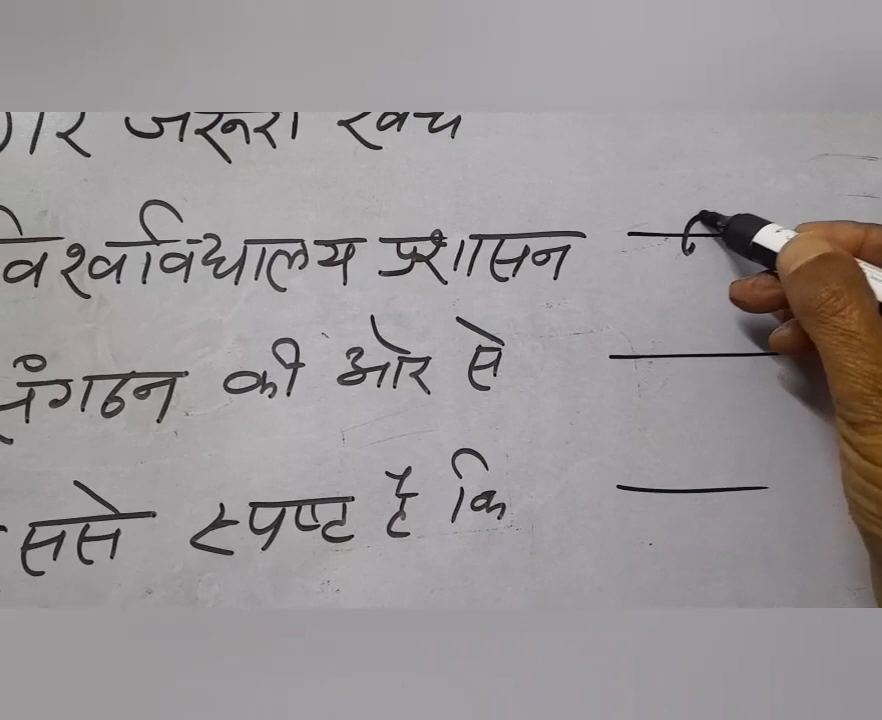 जरूरी खर्च
विश्वविद्यालय प्रशासन
संगठन की ओर से
इससे स्पष्ट है कि